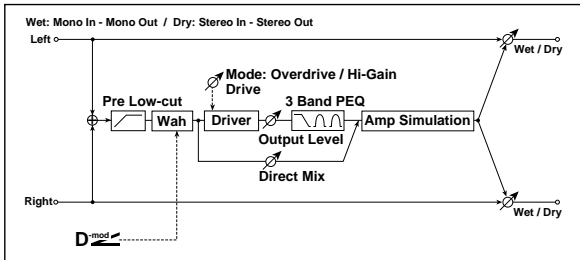 Wet: Mono In - Mono Out / Dry: Stereo In - Stereo Out
Left
Wet / Dry
Mode: Overdrive / Hi-Gain
Drive
Pre Low-cut
3 Band PEQ
Wah
Driver
Amp Simulation
Output Level
Direct Mix
Right
Wet / Dry
D-mod